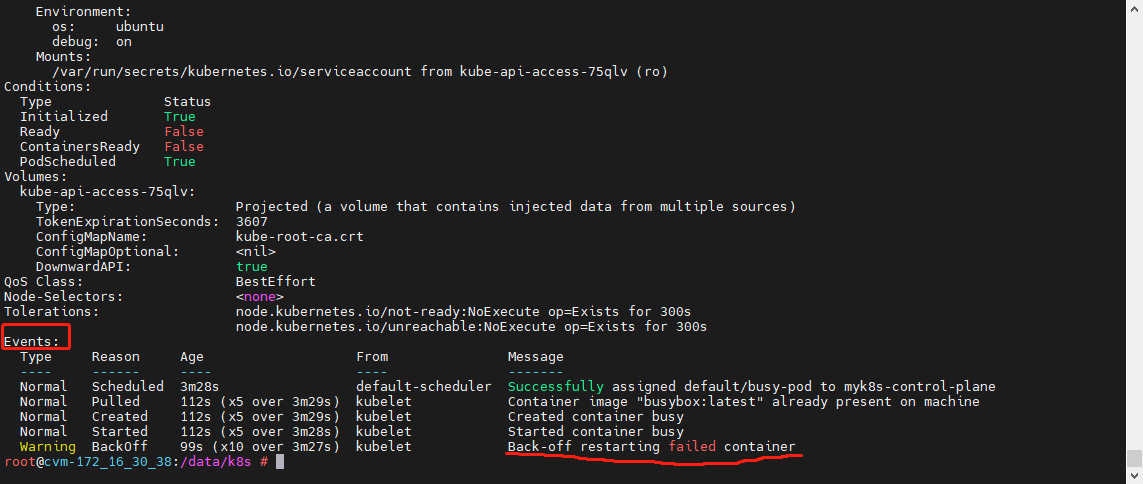 Environment:
os: ubuntu
debug: on
Mounts:
/var/run/secrets/kubernetes.io/serviceaccount from kube-api-access-75qlv (ro)
Conditions:
Type Status
Initialized True
Ready False
ContainersReady False
PodScheduled True
Volumes:
kube-api-access-75qlv:
Type: Projected (a volume that contains injected data from multiple sources)
TokenExpirationSeconds: 3607
ConfigMapName: kube-root-ca.crt
ConfigMapOptional: <nil>
DownwardAPI: true
QoS Class: BestEffort
Node-Selectors: <none>
Tolerations: node.kubernetes.io/not-ready:NoExecute op=Exists for 300s
node.kubernetes.io/unreachable:NoExecute op=Exists for 300s
Events:
Type Reason Age From Message
---- ------ ---- ---- -------
Normal Scheduled 3m28s default-scheduler Successfully assigned default/busy-pod to myk8s-control-plane
Normal Pulled 112s (x5 over 3m29s) kubelet Container image "busybox:latest" already present on machine
Normal Created 112s (x5 over 3m29s) kubelet Created container busy
Normal Started 112s (x5 over 3m28s) kubelet Started container busy
Warning BackOff 99s (x10 over 3m27s) kubelet Back-off restarting failed container
root@cvm-172_16_30_38:/data/k8s #